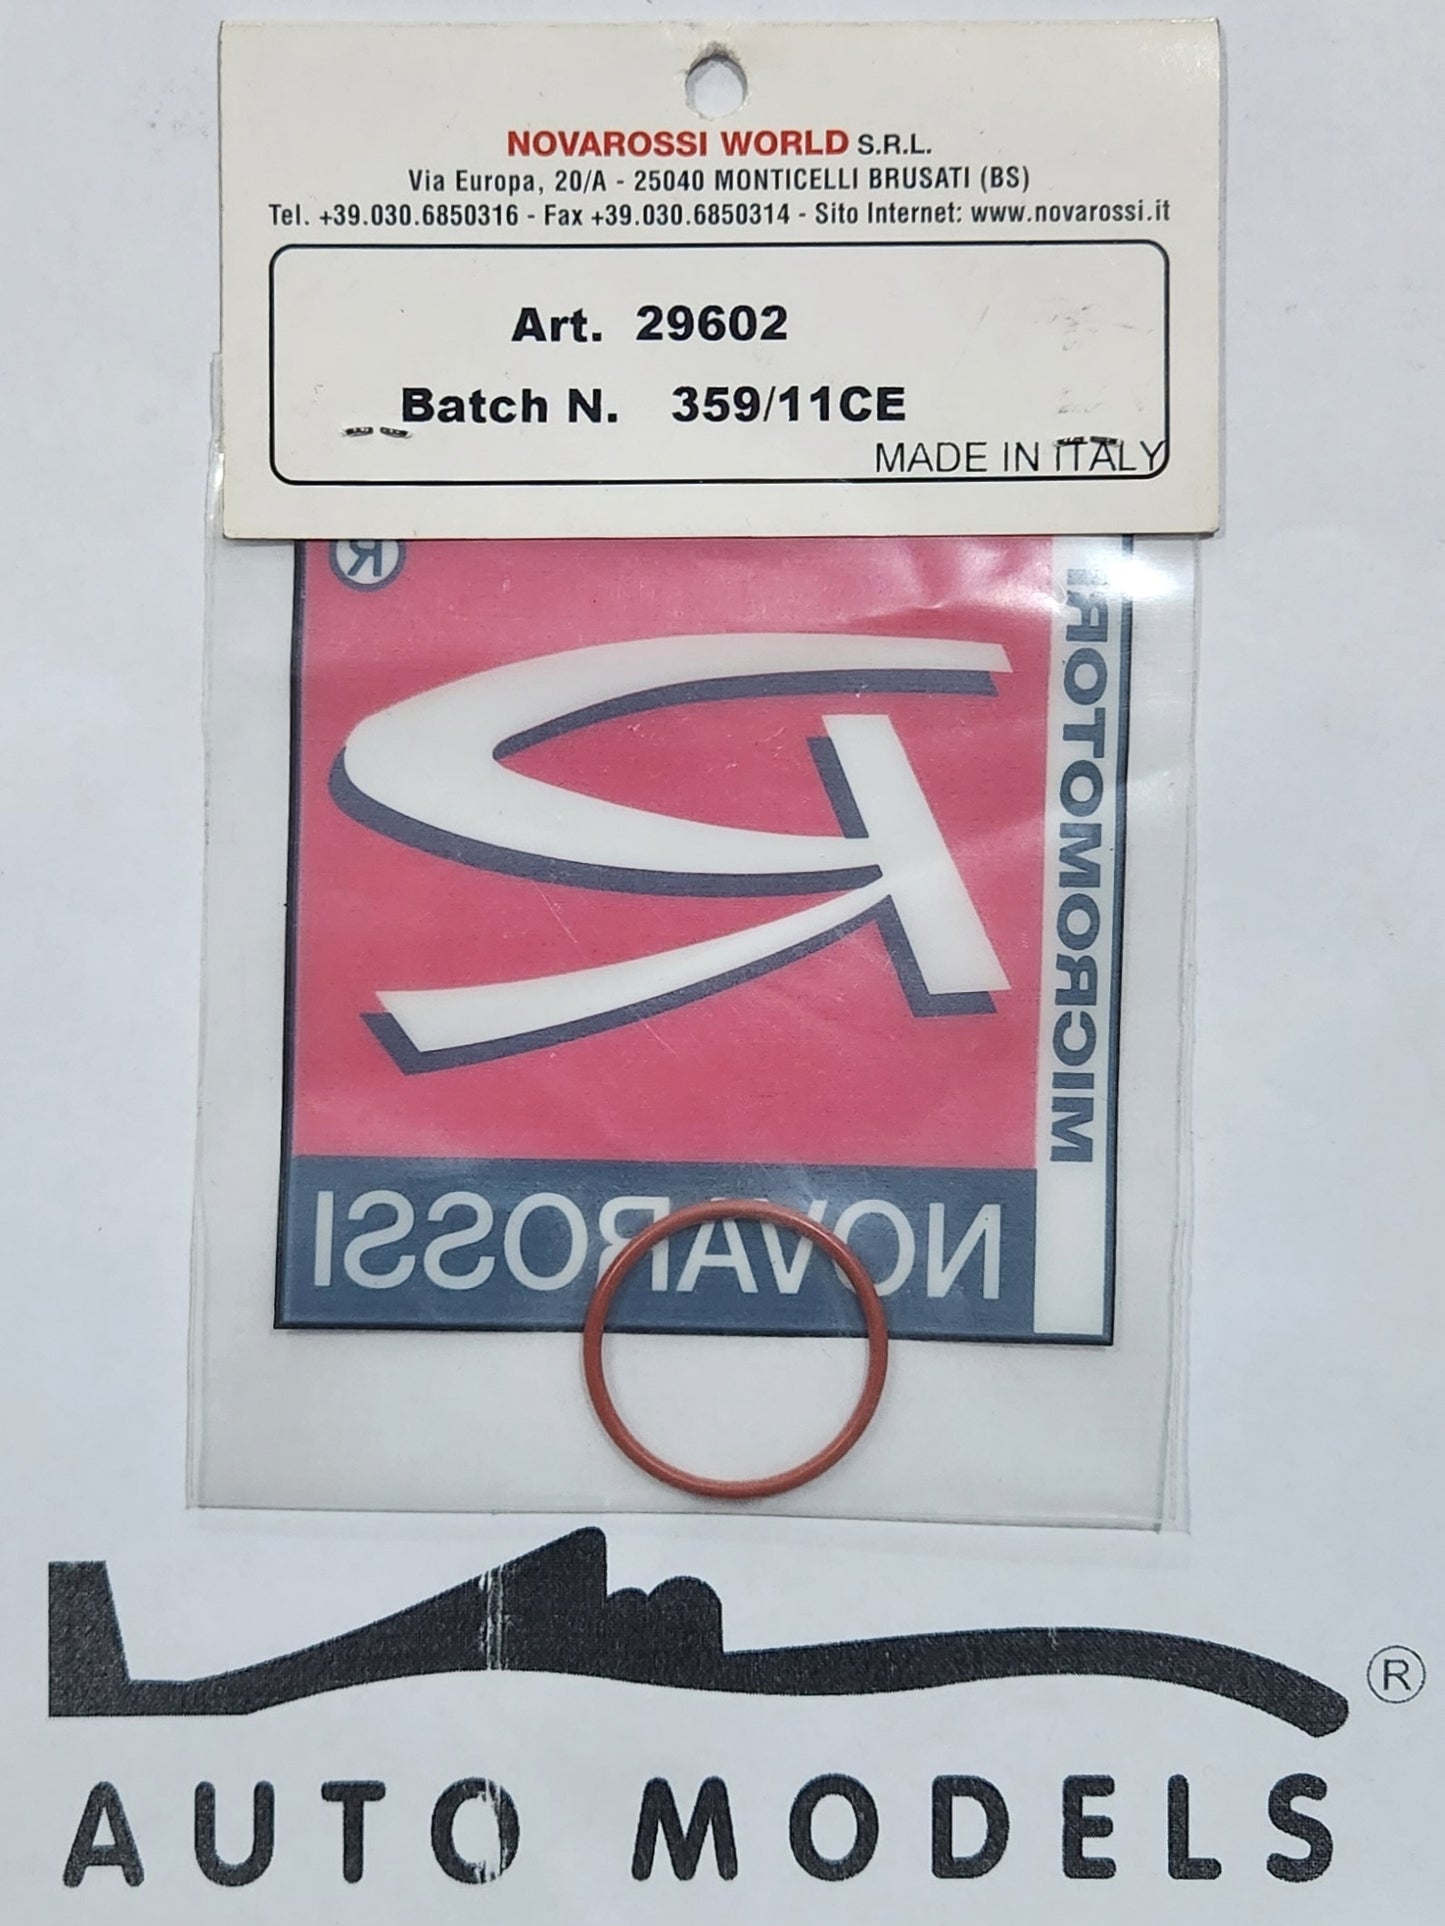 NOVAROSSI WORLD S.R.L.
Via Europa, 20/A - 25040 MONTICELLI BRUSATI (BS)
Tel. +39.030.6850316 - Fax +39.030.6850314 - Sito Internet: www.novarossi.it
Art. 29602
Batch N. 359/11CE
MADE IN ITALY
®
MICROMOTORI
NOVAROSSI
®
AUTO MODELS